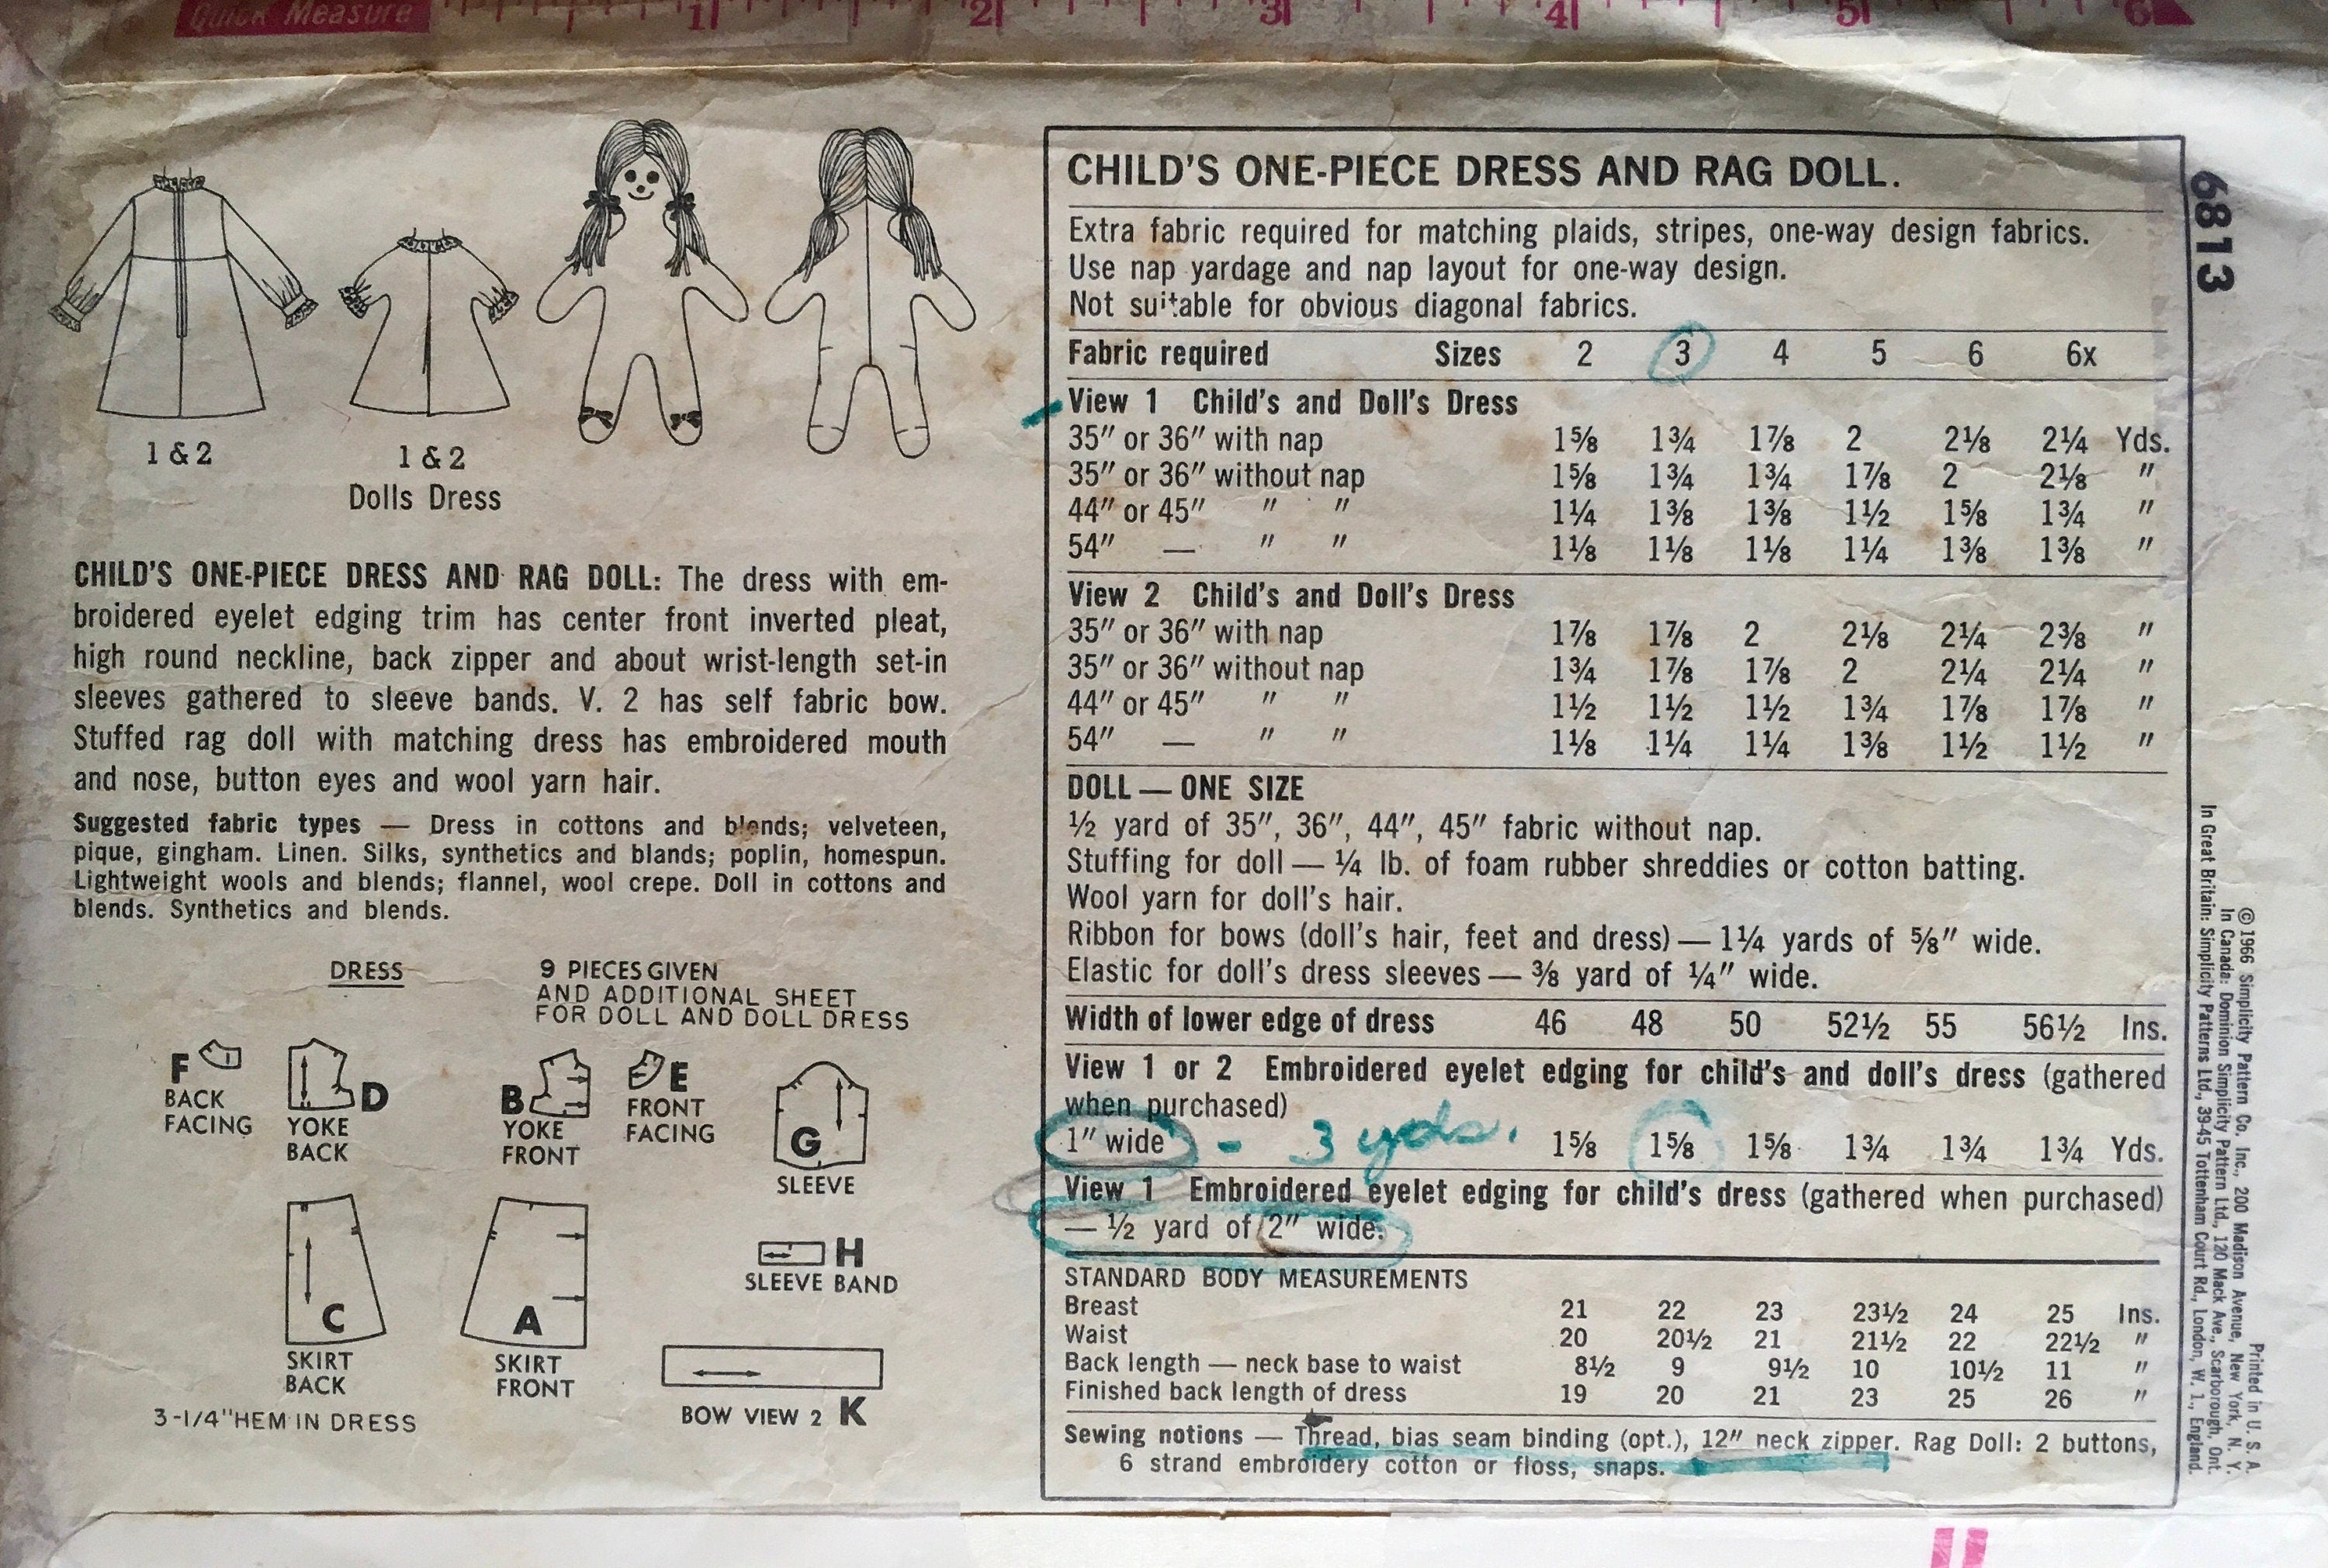 Quick Measure 1 2 3 4 5 6
1 & 2
1 & 2
Dolls Dress
CHILD'S ONE-PIECE DRESS AND RAG DOLL: The dress with em-
broidered eyelet edging trim has center front inverted pleat,
high round neckline, back zipper and about wrist-length set-in
sleeves gathered to sleeve bands. V. 2 has self fabric bow.
Stuffed rag doll with matching dress has embroidered mouth
and nose, button eyes and wool yarn hair.
Suggested fabric types — Dress in cottons and blends; velveteen,
pique, gingham. Linen. Silks, synthetics and blands; poplin, homespun.
Lightweight wools and blends; flannel, wool crepe. Doll in cottons and
blends. Synthetics and blends.
DRESS
9 PIECES GIVEN
AND ADDITIONAL SHEET
FOR DOLL AND DOLL DRESS
F
BACK
FACING
D
YOKE
BACK
B
YOKE
FRONT
E
FRONT
FACING
G
SLEEVE
C
SKIRT
BACK
A
SKIRT
FRONT
H
SLEEVE BAND
BOW VIEW 2 K
3-1/4"HEM IN DRESS
CHILD'S ONE-PIECE DRESS AND RAG DOLL.
Extra fabric required for matching plaids, stripes, one-way design fabrics.
Use nap yardage and nap layout for one-way design.
Not suitable for obvious diagonal fabrics.
Fabric required Sizes 2 3 4 5 6 6x
View 1 Child's and Doll's Dress
35" or 36" with nap 1⅝ 1¾ 1⅞ 2 2⅛ 2¼ Yds.
35" or 36" without nap 1⅝ 1¾ 1¾ 1⅞ 2 2⅛ "
44" or 45" " " 1¼ 1⅜ 1⅜ 1½ 1⅝ 1¾ "
54" — " " 1⅛ 1⅛ 1⅛ 1¼ 1⅜ 1⅜ "
View 2 Child's and Doll's Dress
35" or 36" with nap 1⅞ 1⅞ 2 2⅛ 2¼ 2⅜ "
35" or 36" without nap 1¾ 1⅞ 1⅞ 2 2¼ 2¼ "
44" or 45" " " 1½ 1½ 1½ 1¾ 1⅞ 1⅞ "
54" — " " 1⅛ 1¼ 1¼ 1⅜ 1½ 1½ "
DOLL — ONE SIZE
½ yard of 35", 36", 44", 45" fabric without nap.
Stuffing for doll — ¼ lb. of foam rubber shreddies or cotton batting.
Wool yarn for doll's hair.
Ribbon for bows (doll's hair, feet and dress) — 1¼ yards of ⅝" wide.
Elastic for doll's dress sleeves — ⅜ yard of ¼" wide.
Width of lower edge of dress 46 48 50 52½ 55 56½ Ins.
View 1 or 2 Embroidered eyelet edging for child's and doll's dress (gathered
when purchased)
1" wide - 3 yds. 1⅝ 1⅝ 1⅝ 1¾ 1¾ 1¾ Yds.
View 1 Embroidered eyelet edging for child's dress (gathered when purchased)
— ½ yard of 2" wide.
STANDARD BODY MEASUREMENTS
Breast 21 22 23 23½ 24 25 Ins.
Waist 20 20½ 21 21½ 22 22½ "
Back length — neck base to waist 8½ 9 9½ 10 10½ 11 "
Finished back length of dress 19 20 21 23 25 26 "
Sewing notions — Thread, bias seam binding (opt.), 12" neck zipper. Rag Doll: 2 buttons,
6 strand embroidery cotton or floss, snaps.
6813
Printed in U. S. A.
©1966 Simplicity Pattern Co. Inc., 200 Madison Avenue, New York, N. Y.
In Canada: Dominion Simplicity Pattern Ltd., 120 Mack Ave., Scarborough, Ont.
In Great Britain: Simplicity Patterns Ltd., 39-45 Tottenham Court Rd., London, W. 1., England.